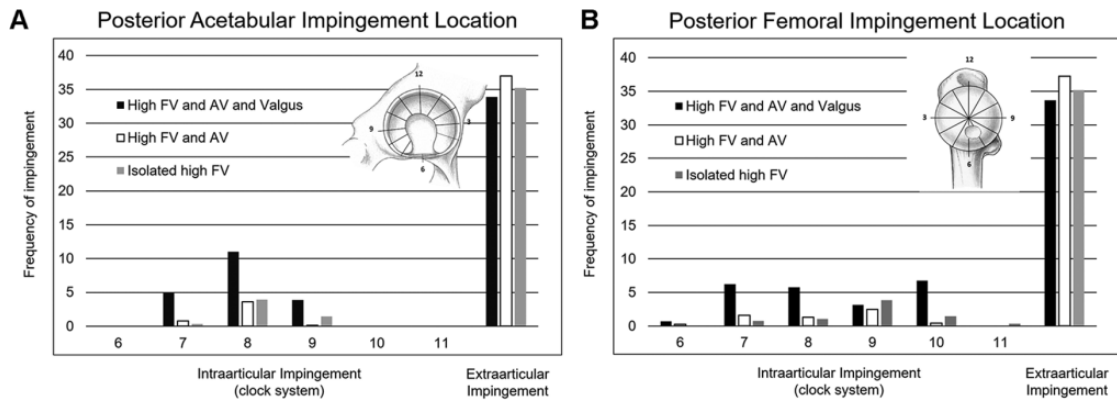 A
Posterior Acetabular Impingement Location
Frequency of impingement
40
35
30
25
20
15
10
5
0
High FV and AV and Valgus
High FV and AV
Isolated high FV
12
9
3
6
6 7 8 9 10 11
Intraarticular Impingement
(clock system)
Extraarticular
Impingement
B
Posterior Femoral Impingement Location
Frequency of impingement
40
35
30
25
20
15
10
5
0
High FV and AV and Valgus
High FV and AV
Isolated high FV
12
3
9
6
6 7 8 9 10 11
Intraarticular Impingement
(clock system)
Extraarticular
Impingement